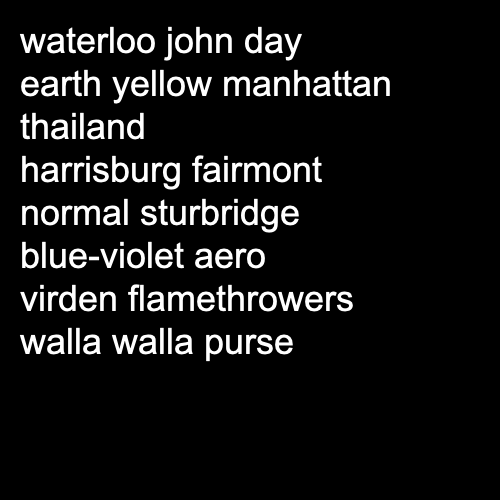 waterloo john day
earth yellow manhattan
thailand
harrisburg fairmont
normal sturbridge
blue-violet aero
virden flamethrowers
walla walla purse